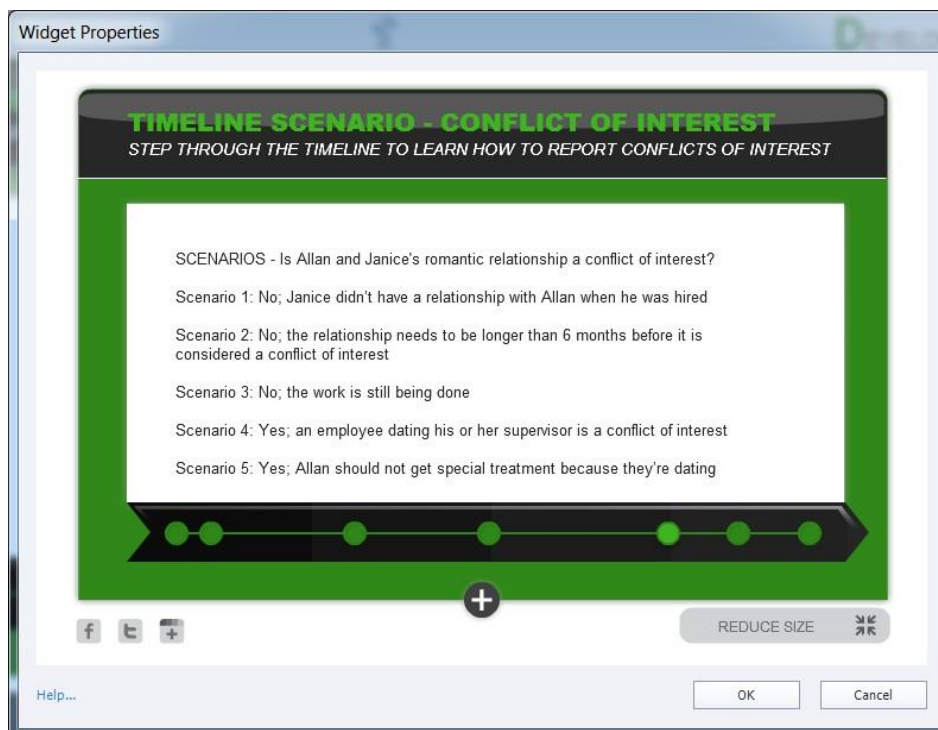 Widget Properties
TIMELINE SCENARIO - CONFLICT OF INTEREST
STEP THROUGH THE TIMELINE TO LEARN HOW TO REPORT CONFLICTS OF INTEREST
SCENARIOS - Is Allan and Janice's romantic relationship a conflict of interest?
Scenario 1: No; Janice didn't have a relationship with Allan when he was hired
Scenario 2: No; the relationship needs to be longer than 6 months before it is
considered a conflict of interest
Scenario 3: No; the work is still being done
Scenario 4: Yes; an employee dating his or her supervisor is a conflict of interest
Scenario 5: Yes; Allan should not get special treatment because they're dating
REDUCE SIZE
Help...
OK
Cancel